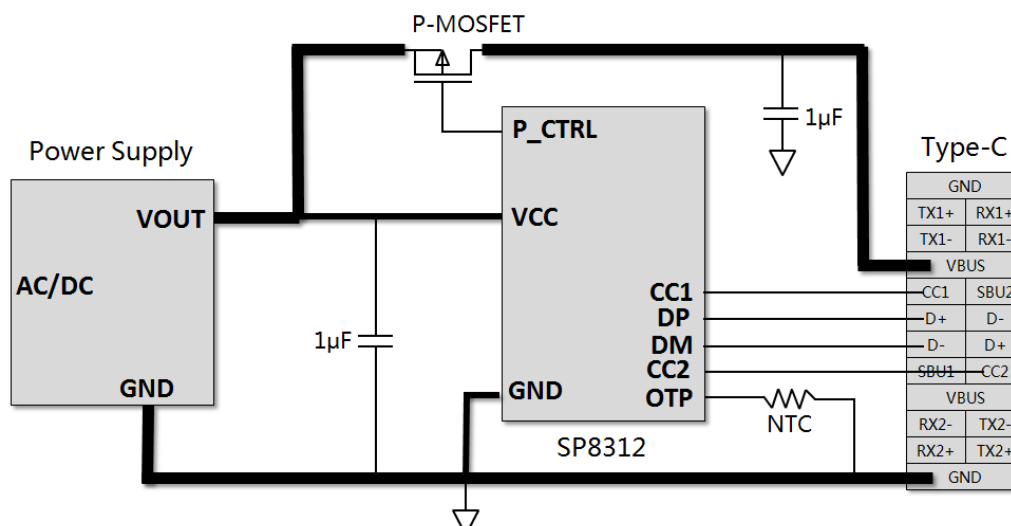 P-MOSFET
Power Supply
P_CTRL
1μF
Type-C
VOUT
VCC
AC/DC
GND
1μF
CC1
DP
DM
CC2
GND
OTP
NTC
SP8312
GND
TX1+ RX1+
TX1- RX1-
VBUS
CC1 SBU2
D+ D-
D- D+
SBU1 CC2
VBUS
RX2- TX2-
RX2+ TX2+
GND